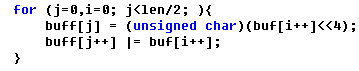 for (j=0,i=0; j<len/2; ){
    buff[j] = (unsigned char)(buf[i++]<<4);
    buff[j++] |= buf[i++];
}